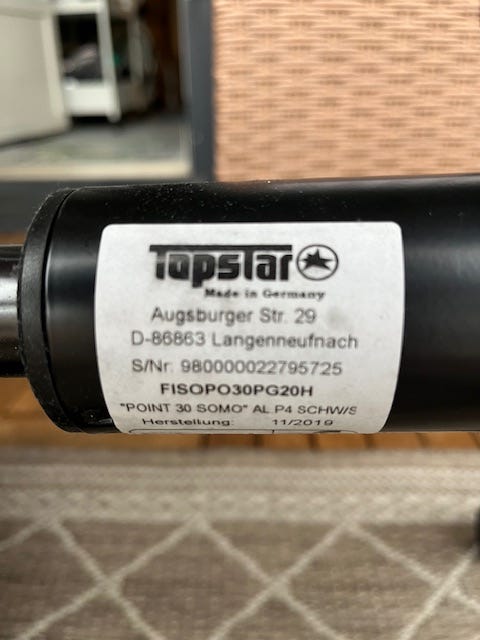 Topstar
Made in Germany
Augsburger Str. 29
D-86863 Langenneufnach
S/Nr. 980000022795725
FISOPO30PG20H
"POINT 30 SOMO" AL P4 SCHW/S
Herstellung: 11/2019